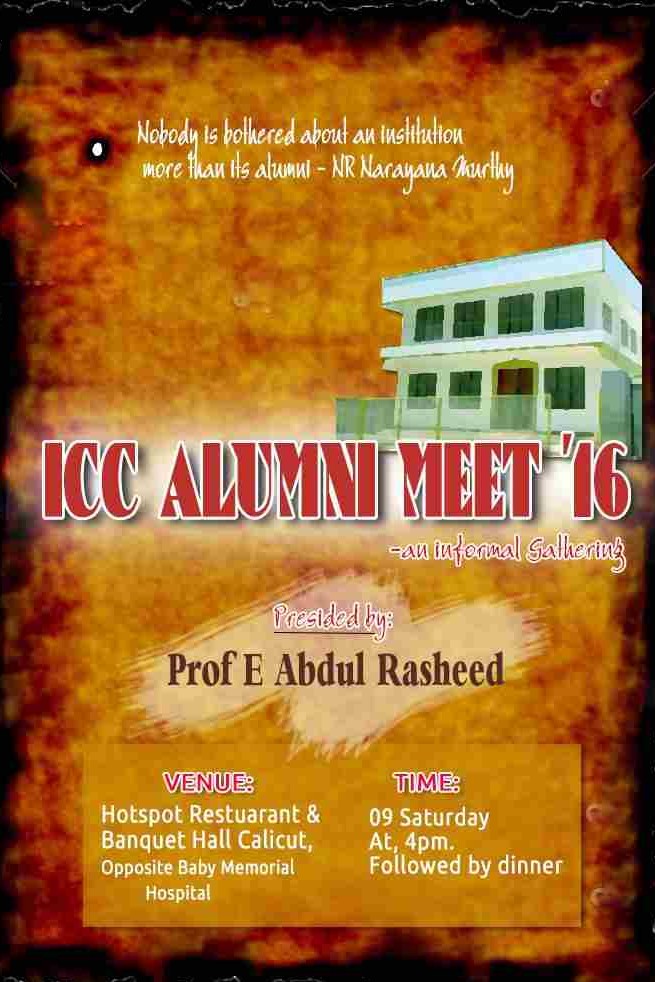 Nobody is bothered about an institution
more than its alumni - NR Narayana Murthy
ICC ALUMNI MEET '16
-an informal Gathering
Presided by:
Prof E Abdul Rasheed
VENUE:
Hotspot Restuarant &
Banquet Hall Calicut,
Opposite Baby Memorial
Hospital
TIME:
09 Saturday
At, 4pm.
Followed by dinner